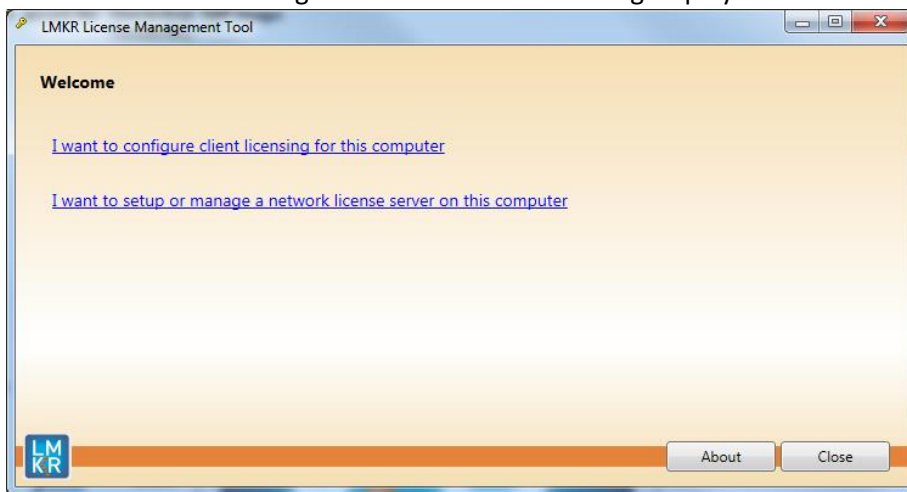 LMKR License Management Tool
Welcome
I want to configure client licensing for this computer
I want to setup or manage a network license server on this computer
LM
KR
About
Close